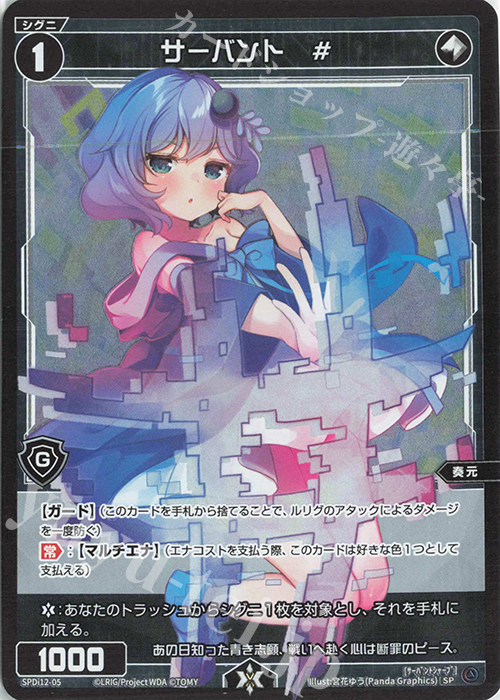 シグニ
1
サーバント　#
カードショップ-遊々亭-
G
奏元
【ガード】(このカードを手札から捨てることで、ルリグのアタックによるダメージ
を一度防ぐ)
常:【マルチエナ】(エナコストを支払う際、このカードは好きな色1つとして
支払える)
:あなたのトラッシュからシグニ1枚を対象とし、それを手札に
加える。
1000
あの日知った青き志願、戦いへ赴く心は断罪のピース。
[サーバントシャープ]
SPDi12-05
©LRIG/Project WDA ©TOMY
Illust:宮花ゆう(Panda Graphics)
SP